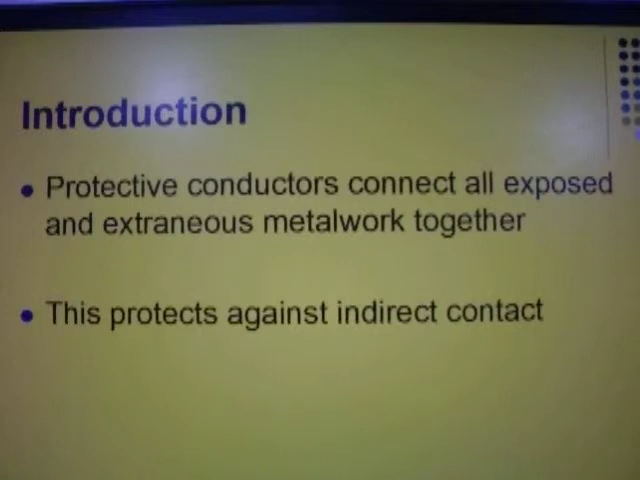 Introduction
Protective conductors connect all exposed
and extraneous metalwork together
This protects against indirect contact